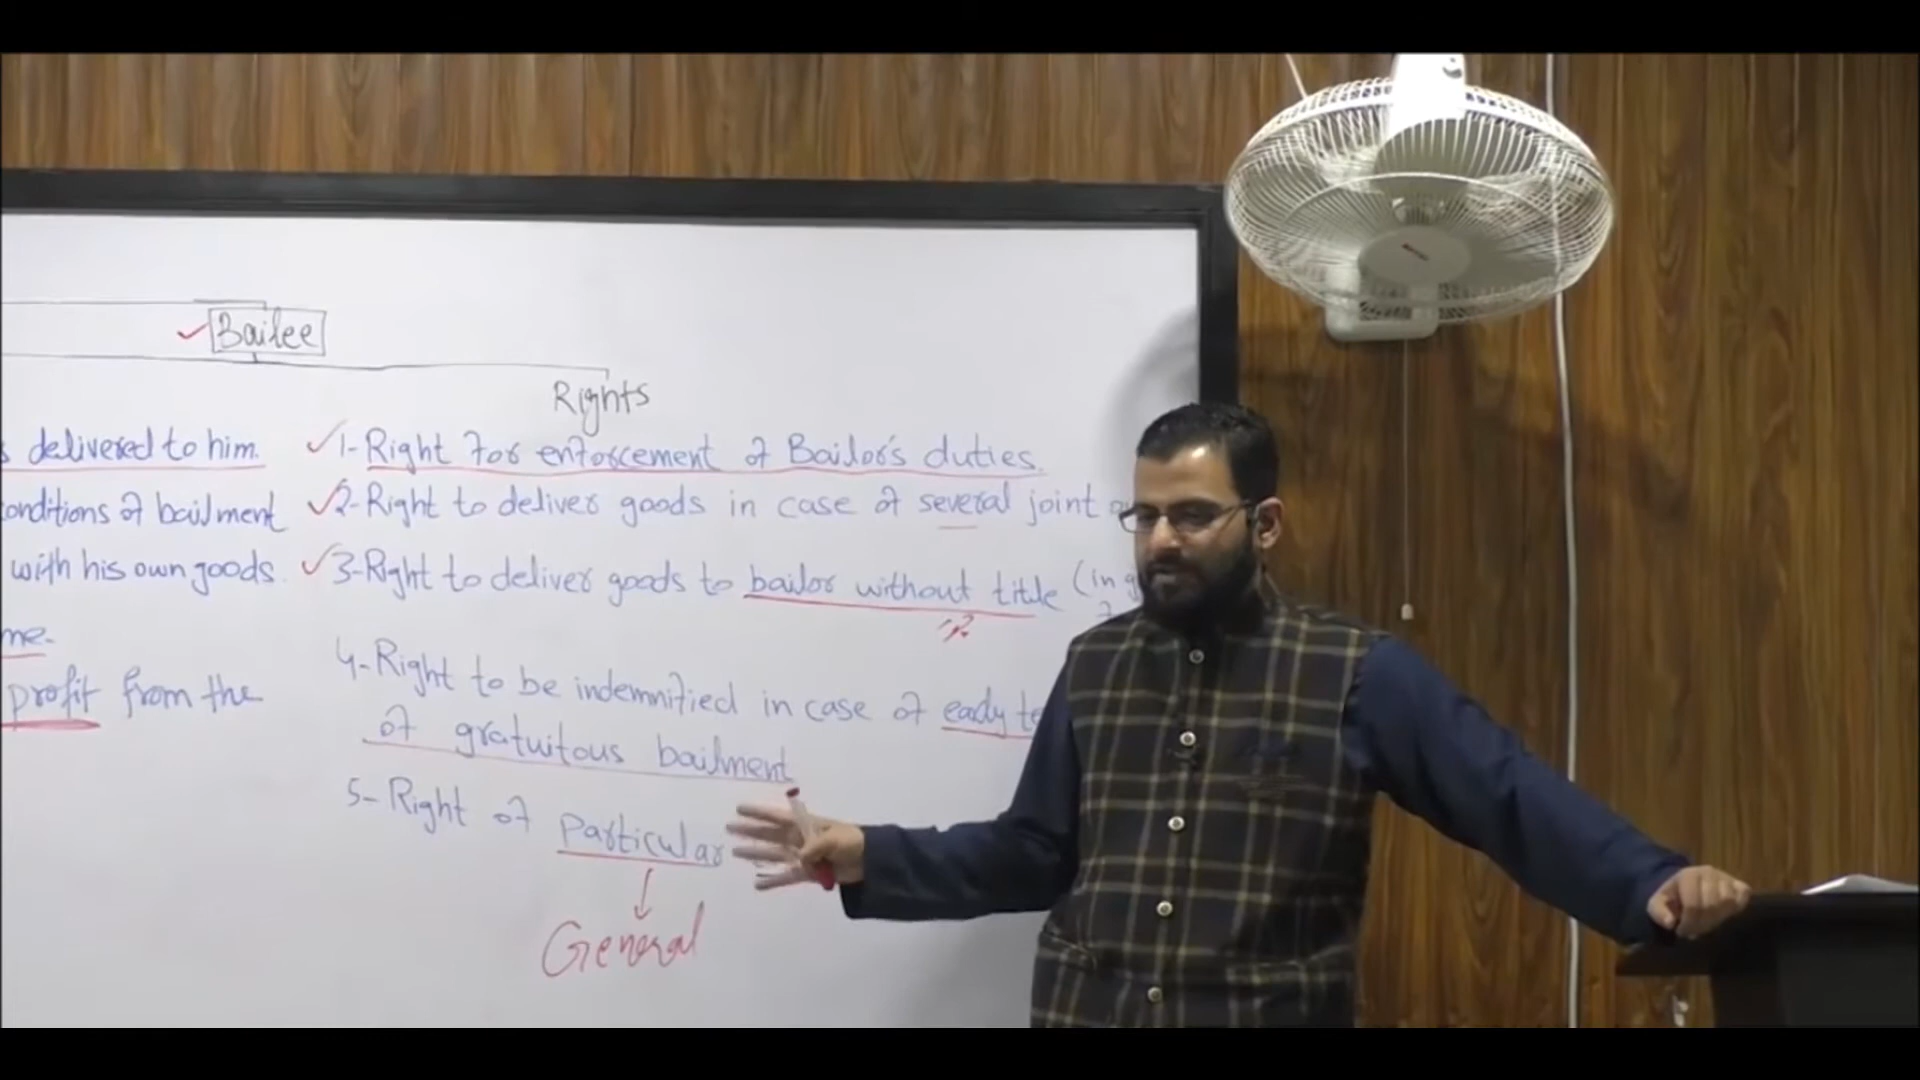 Bailee
Rights
s delivered to him.
onditions of bailment
with his own goods.
me.
profit from the
1- Right for enforcement of Bailor's duties.
2- Right to deliver goods in case of several joint
3- Right to deliver goods to bailor without title (in g
4- Right to be indemnified in case of early te
of gratuitous bailment
5- Right of Particular
General